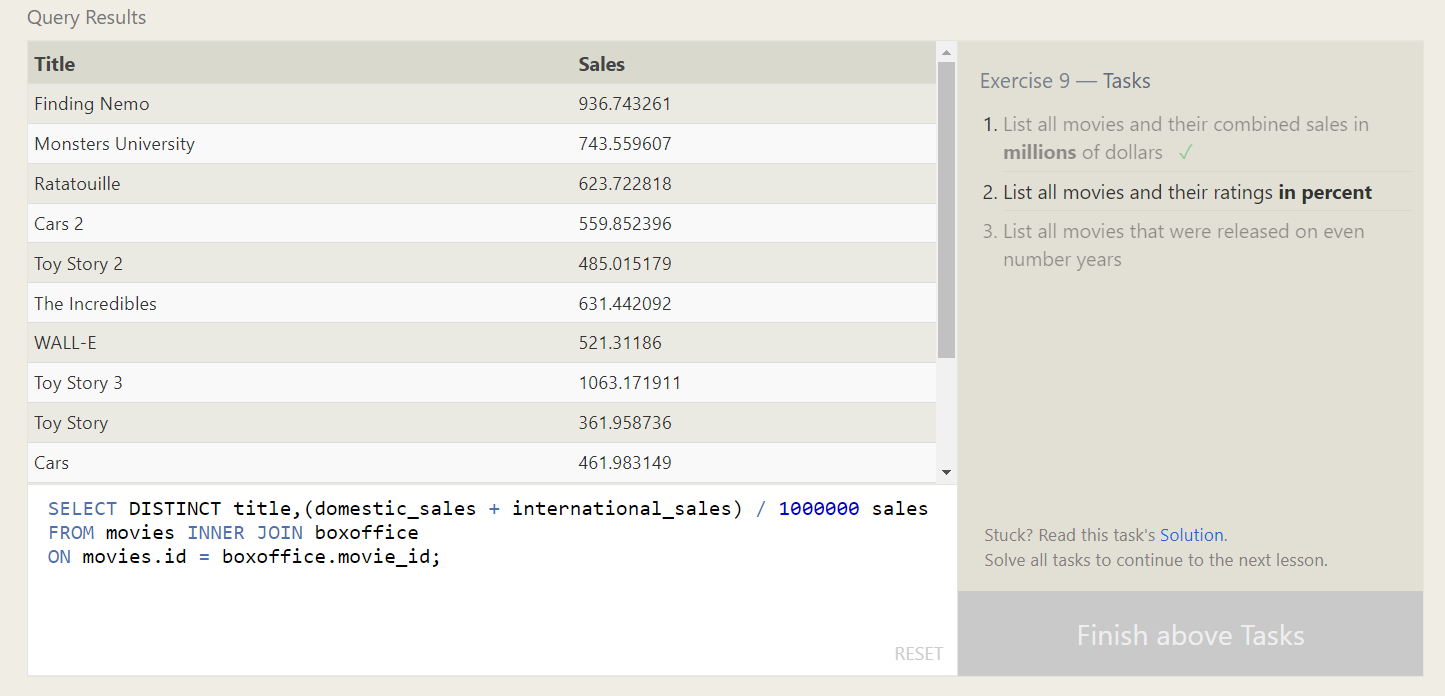 Query Results
Title Sales
Finding Nemo 936.743261
Monsters University 743.559607
Ratatouille 623.722818
Cars 2 559.852396
Toy Story 2 485.015179
The Incredibles 631.442092
WALL-E 521.31186
Toy Story 3 1063.171911
Toy Story 361.958736
Cars 461.983149
SELECT DISTINCT title,(domestic_sales + international_sales) / 1000000 sales
FROM movies INNER JOIN boxoffice
ON movies.id = boxoffice.movie_id;
RESET
Exercise 9 — Tasks
1. List all movies and their combined sales in
millions of dollars ✓
2. List all movies and their ratings in percent
3. List all movies that were released on even
number years
Stuck? Read this task's Solution.
Solve all tasks to continue to the next lesson.
Finish above Tasks